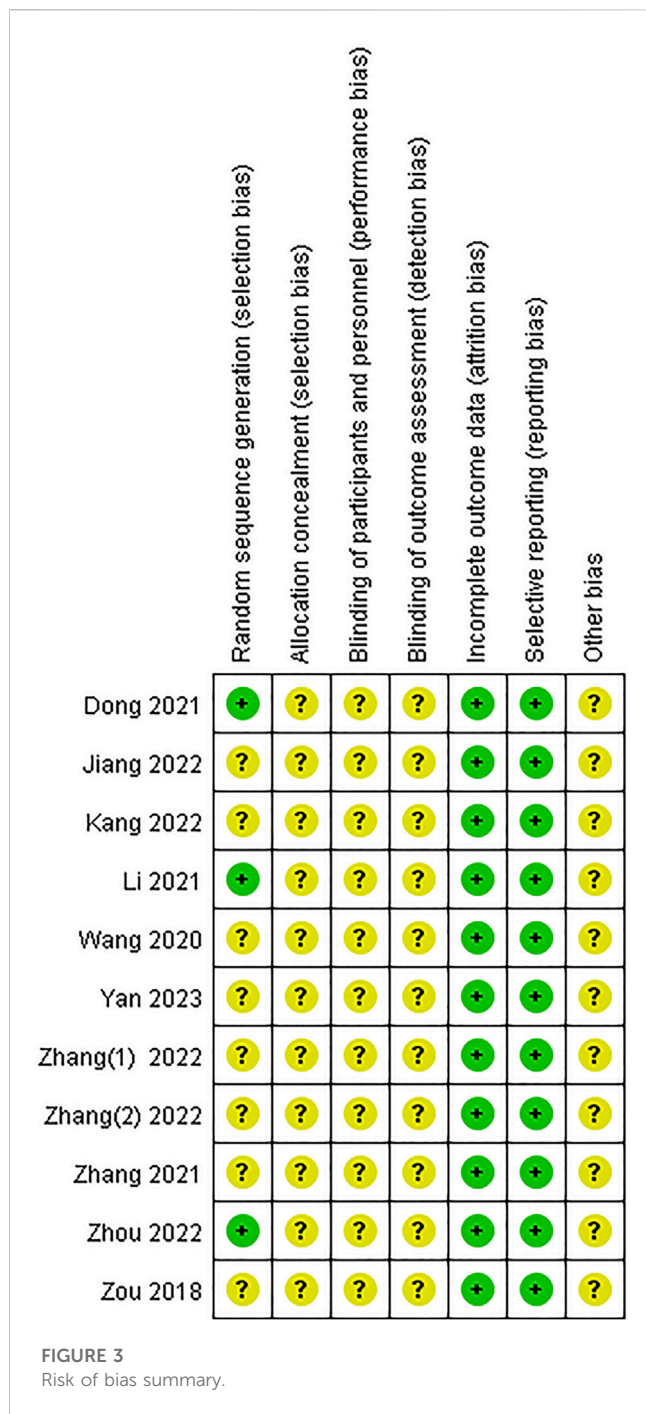 Random sequence generation (selection bias)
Allocation concealment (selection bias)
Blinding of participants and personnel (performance bias)
Blinding of outcome assessment (detection bias)
Incomplete outcome data (attrition bias)
Selective reporting (reporting bias)
Other bias
Dong 2021 + ? ? ? + + ?
Jiang 2022 ? ? ? ? + + ?
Kang 2022 ? ? ? ? + + ?
Li 2021 + ? ? ? + + ?
Wang 2020 ? ? ? ? + + ?
Yan 2023 ? ? ? ? + + ?
Zhang(1) 2022 ? ? ? ? + + ?
Zhang(2) 2022 ? ? ? ? + + ?
Zhang 2021 ? ? ? ? + + ?
Zhou 2022 + ? ? ? + + ?
Zou 2018 ? ? ? ? + + ?
FIGURE 3
Risk of bias summary.